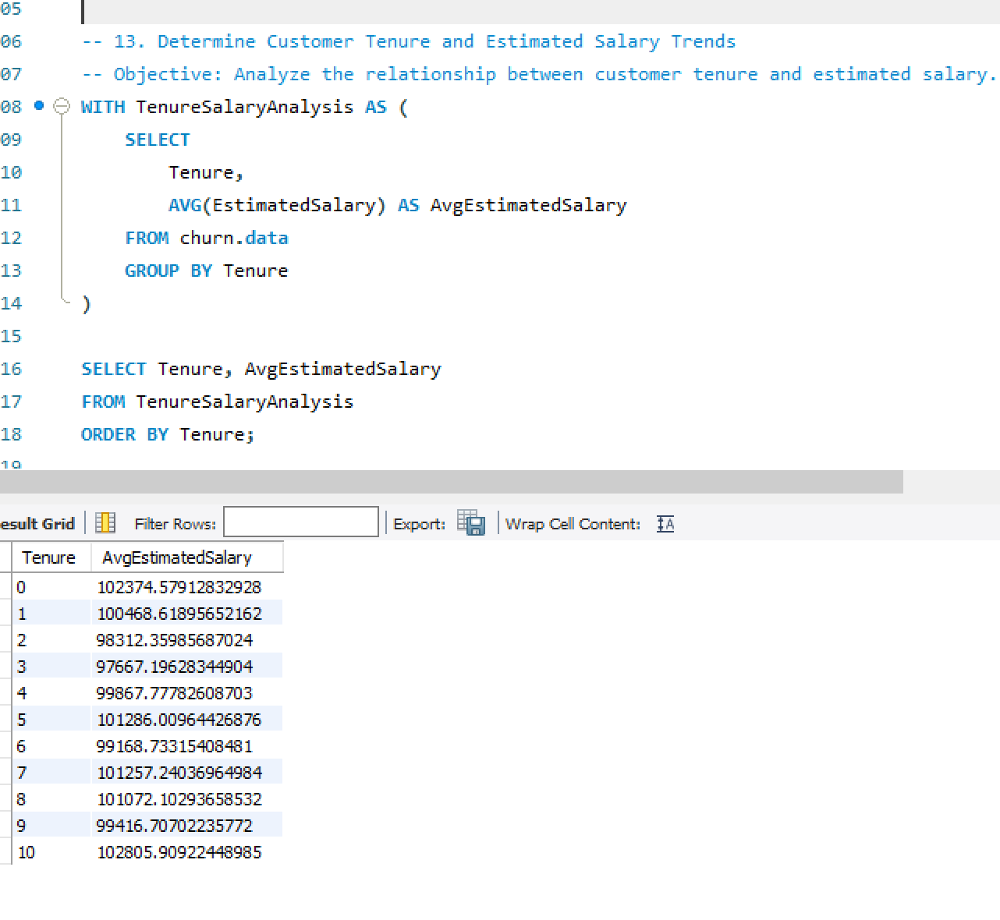 05
06 -- 13. Determine Customer Tenure and Estimated Salary Trends
07 -- Objective: Analyze the relationship between customer tenure and estimated salary.
08 WITH TenureSalaryAnalysis AS (
09 SELECT
10 Tenure,
11 AVG(EstimatedSalary) AS AvgEstimatedSalary
12 FROM churn.data
13 GROUP BY Tenure
14 )
15
16 SELECT Tenure, AvgEstimatedSalary
17 FROM TenureSalaryAnalysis
18 ORDER BY Tenure;
19
esult Grid Filter Rows: Export: Wrap Cell Content: IA
Tenure AvgEstimatedSalary
0 102374.57912832928
1 100468.61895652162
2 98312.35985687024
3 97667.19628344904
4 99867.77782608703
5 101286.00964426876
6 99168.73315408481
7 101257.24036964984
8 101072.10293658532
9 99416.70702235772
10 102805.90922448985